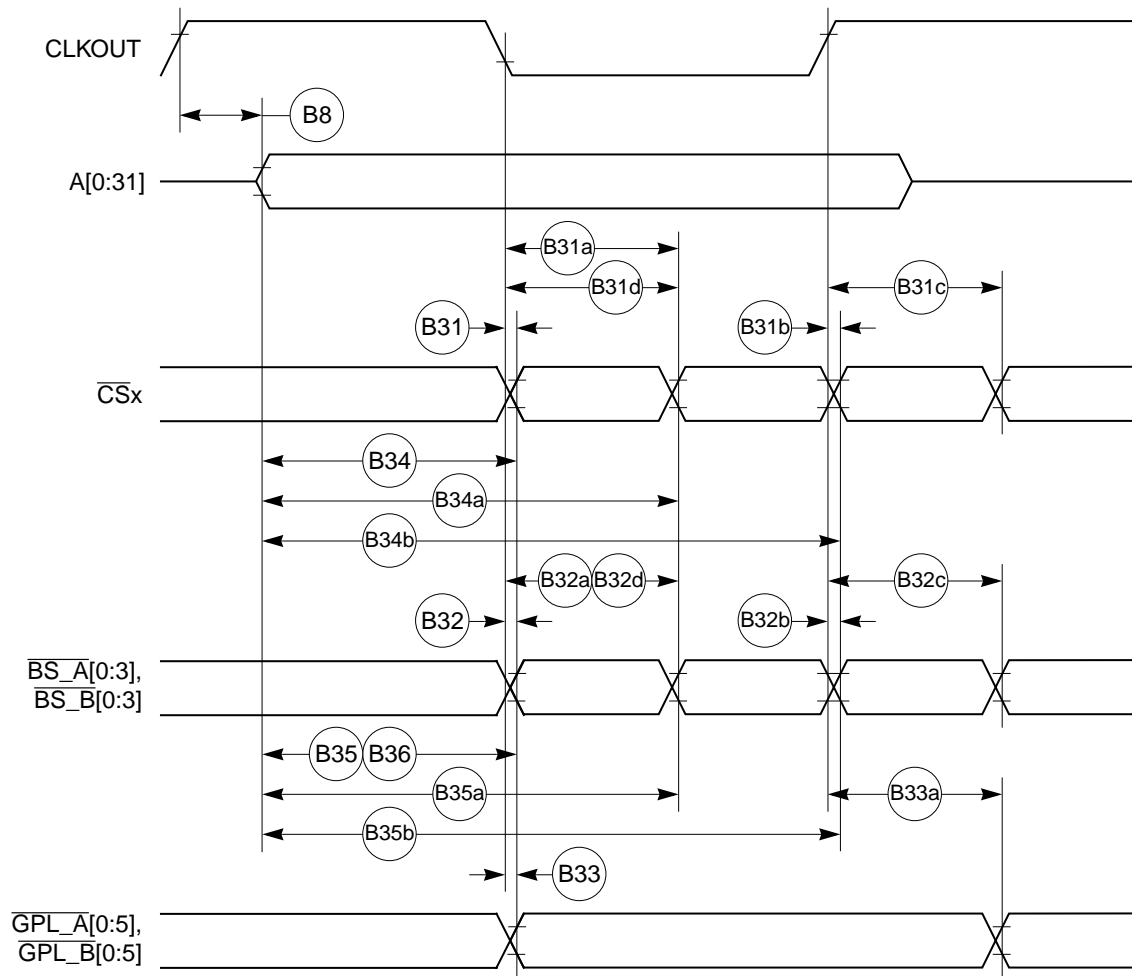 CLKOUT
B8
A[0:31]
B31a
B31d
B31c
B31
B31b
CSx
B34
B34a
B34b
B32a B32d
B32c
B32
B32b
BS_A[0:3],
BS_B[0:3]
B35 B36
B35a
B33a
B35b
B33
GPL_A[0:5],
GPL_B[0:5]